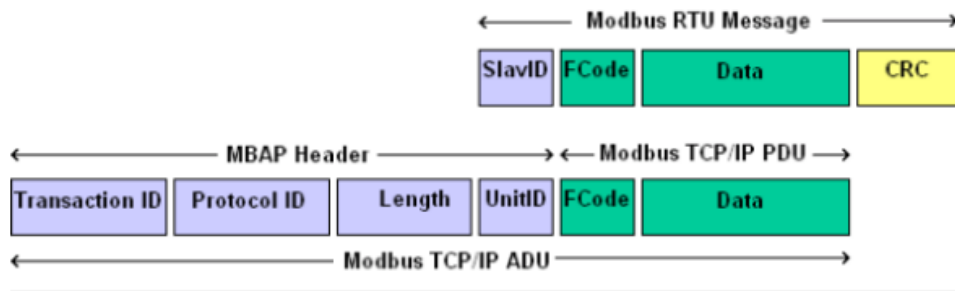 Modbus RTU Message
SlavID FCode Data CRC
MBAP Header Modbus TCP/IP PDU
Transaction ID Protocol ID Length UnitID FCode Data
Modbus TCP/IP ADU